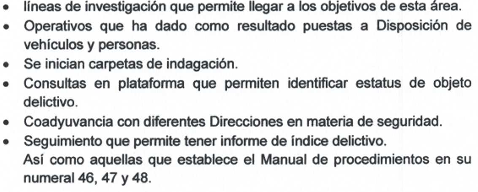 • líneas de investigación que permite llegar a los objetivos de esta área.
• Operativos que ha dado como resultado puestas a Disposición de
vehículos y personas.
• Se inician carpetas de indagación.
• Consultas en plataforma que permiten identificar estatus de objeto
delictivo.
• Coadyuvancia con diferentes Direcciones en materia de seguridad.
• Seguimiento que permite tener informe de índice delictivo.
Así como aquellas que establece el Manual de procedimientos en su
numeral 46, 47 y 48.